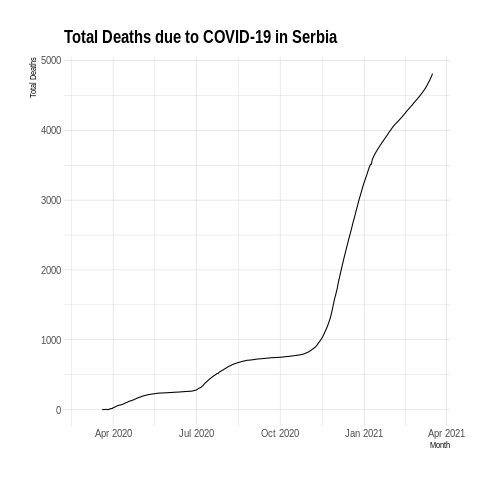 Total Deaths due to COVID-19 in Serbia
Total Deaths
5000
4000
3000
2000
1000
0
Apr 2020 Jul 2020 Oct 2020 Jan 2021 Apr 2021
Month